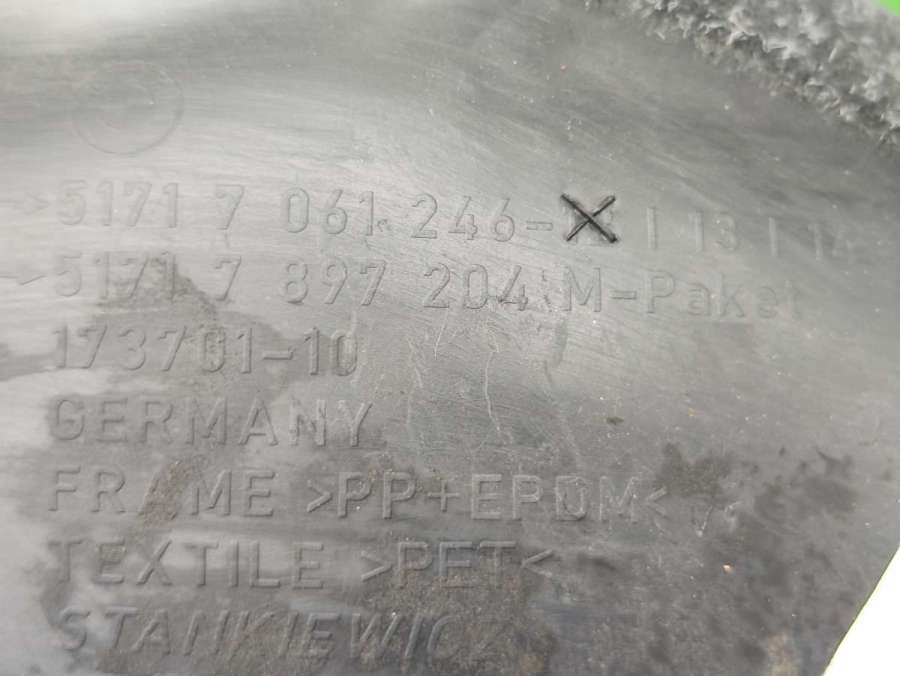 5171 7 061 246-
5171 7 897 204 M-Paket
173701-10
GERMANY
FRAME >PP+EPDM<
TEXTILE >PET<
STANKIEWICZ